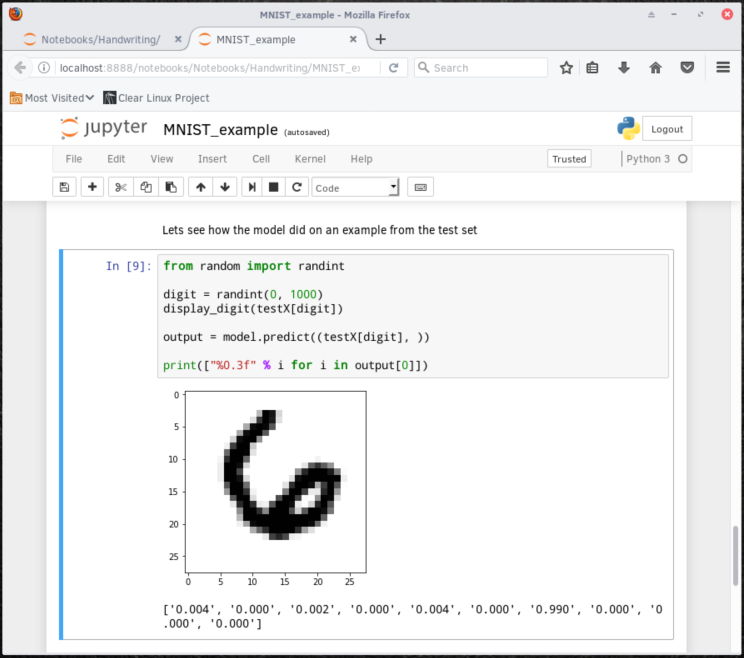 MNIST_example - Mozilla Firefox
Notebooks/Handwriting/
MNIST_example
localhost:8888/notebooks/Notebooks/Handwriting/MNIST_e
Search
Most Visited
Clear Linux Project
jupyter
MNIST_example (autosaved)
Logout
File Edit View Insert Cell Kernel Help
Trusted
Python 3
Code
Lets see how the model did on an example from the test set
In [9]:
from random import randint
digit = randint(0, 1000)
display_digit(testX[digit])
output = model.predict((testX[digit], ))
print(["%0.3f" % i for i in output[0]])
0
5
10
15
20
25
0 5 10 15 20 25
['0.004', '0.000', '0.002', '0.000', '0.004', '0.000', '0.990', '0.000', '0
.000', '0.000']